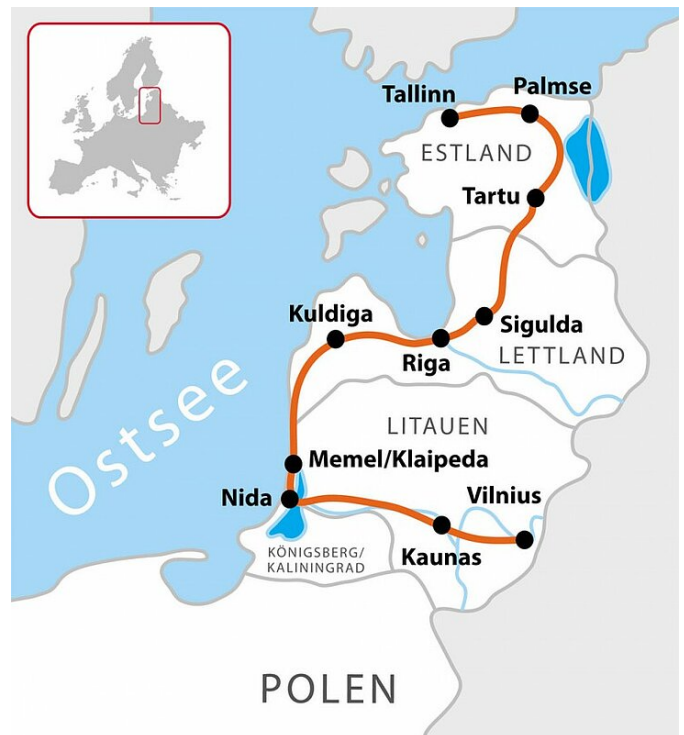 Tallinn
Palmse
ESTLAND
Tartu
Kuldiga
Sigulda
Riga
LETTLAND
Ostsee
LITAUEN
Memel/Klaipeda
Nida
Vilnius
Kaunas
KÖNIGSBERG/
KALININGRAD
POLEN